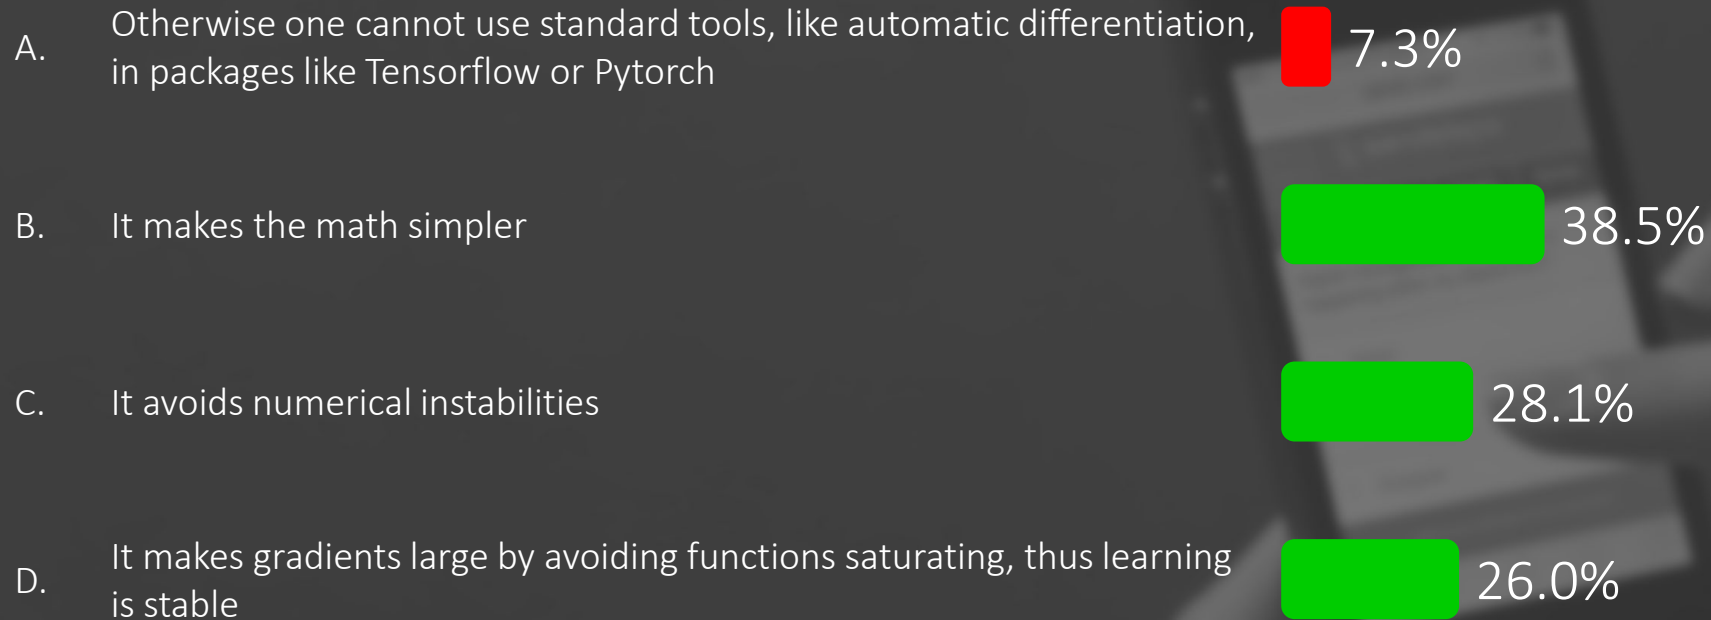 A. Otherwise one cannot use standard tools, like automatic differentiation,
in packages like Tensorflow or Pytorch
7.3%
B. It makes the math simpler
38.5%
C. It avoids numerical instabilities
28.1%
D. It makes gradients large by avoiding functions saturating, thus learning
is stable
26.0%